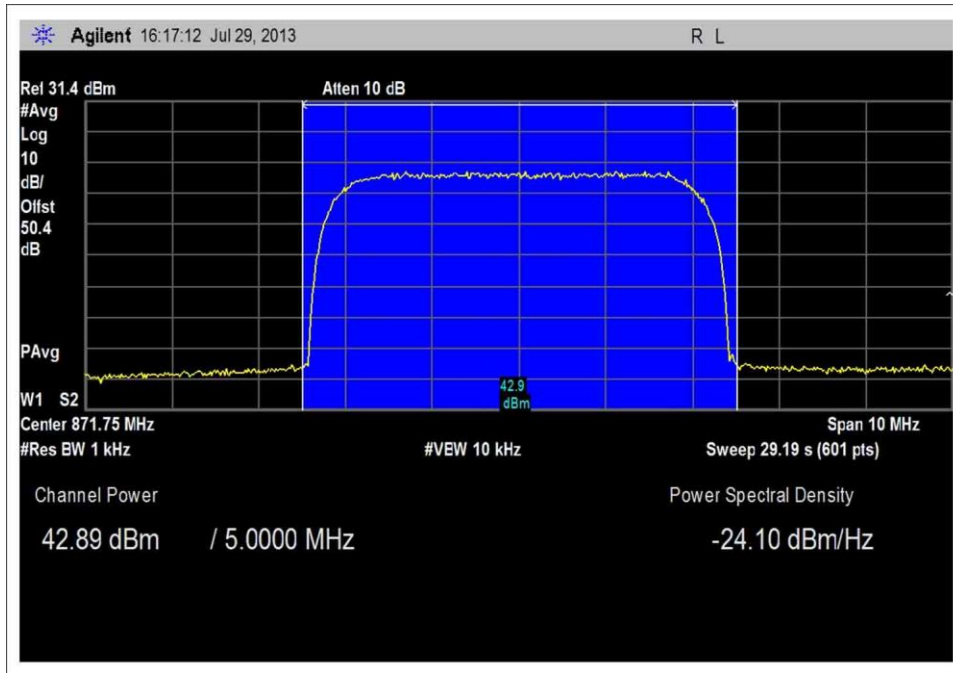 Agilent 16:17:12 Jul 29, 2013 R L
Ref 31.4 dBm Atten 10 dB
#Avg
Log
10
dB/
Offst
50.4
dB
PAvg
42.9
dBm
W1 S2
Center 871.75 MHz Span 10 MHz
#Res BW 1 kHz #VBW 10 kHz Sweep 29.19 s (601 pts)
Channel Power Power Spectral Density
42.89 dBm / 5.0000 MHz -24.10 dBm/Hz